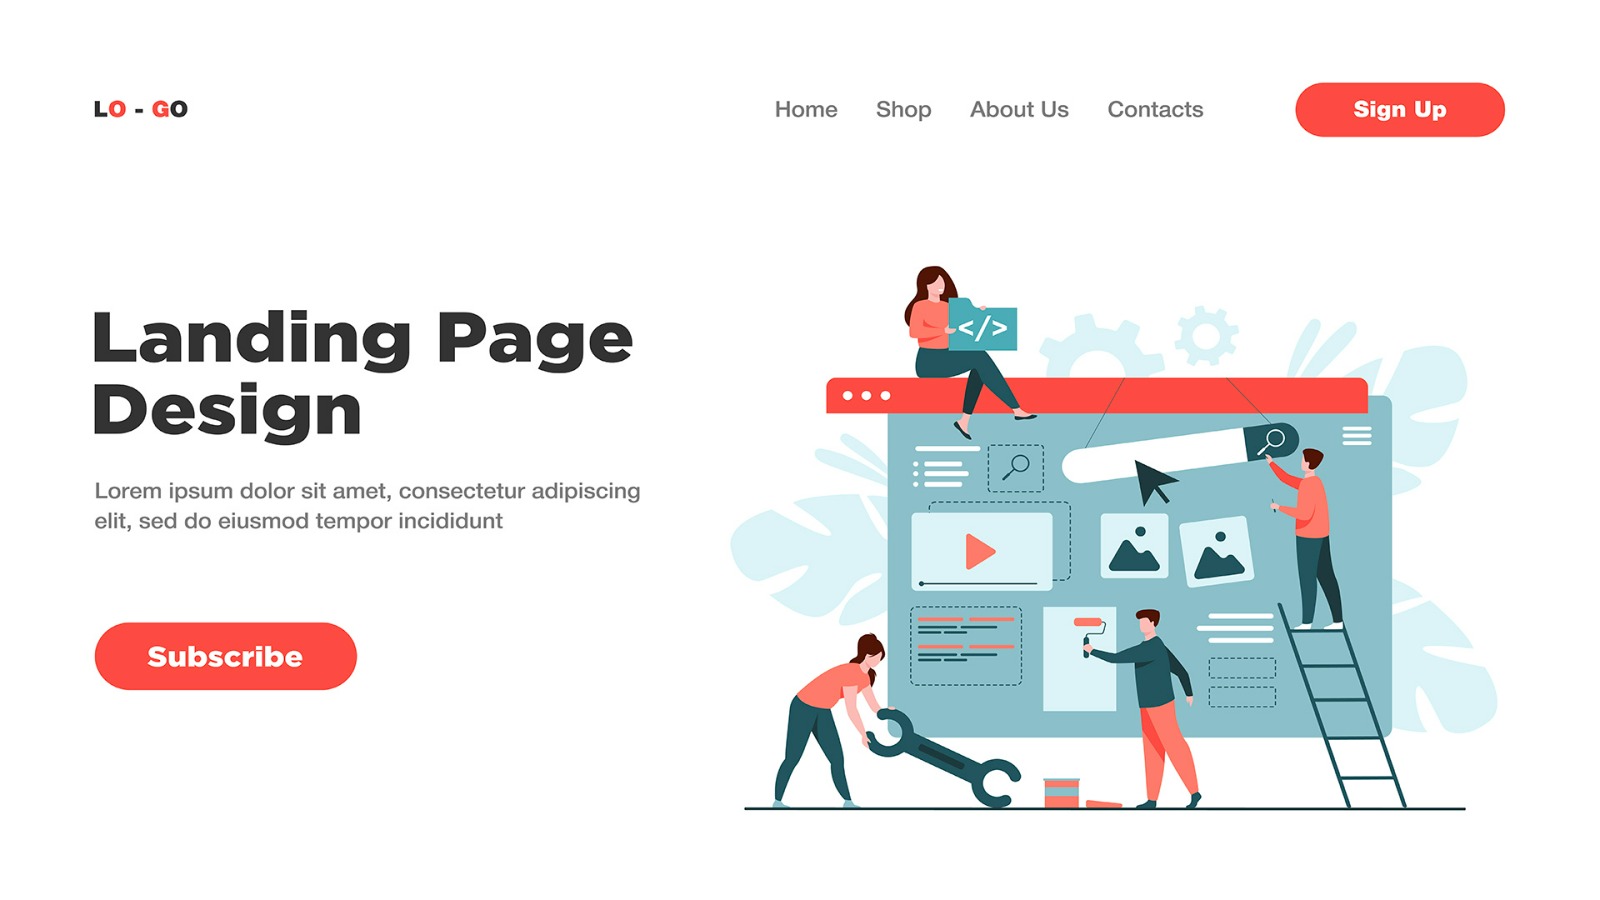 LO - GO
Home Shop About Us Contacts
Sign Up
Landing Page
Design
Lorem ipsum dolor sit amet, consectetur adipiscing
elit, sed do eiusmod tempor incididunt
Subscribe
</>